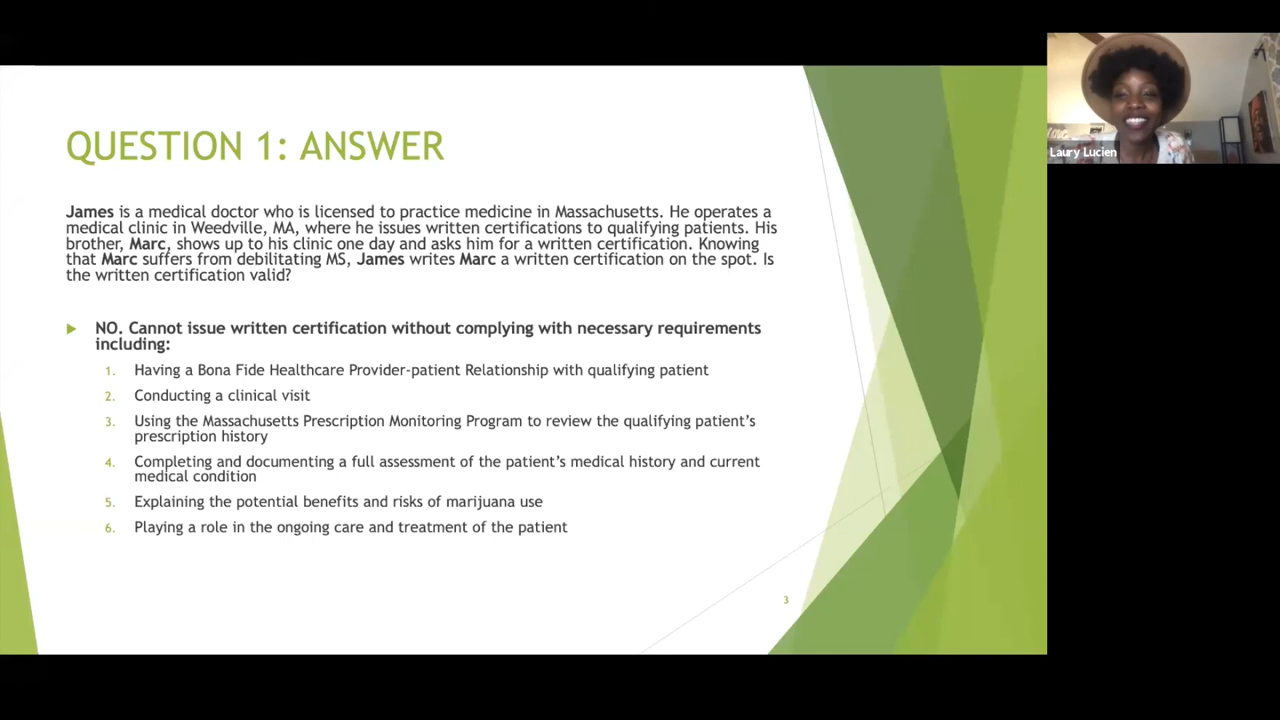 QUESTION 1: ANSWER
James is a medical doctor who is licensed to practice medicine in Massachusetts. He operates a
medical clinic in Weedville, MA, where he issues written certifications to qualifying patients. His
brother, Marc, shows up to his clinic one day and asks him for a written certification. Knowing
that Marc suffers from debilitating MS, James writes Marc a written certification on the spot. Is
the written certification valid?
NO. Cannot issue written certification without complying with necessary requirements
including:
1. Having a Bona Fide Healthcare Provider-patient Relationship with qualifying patient
2. Conducting a clinical visit
3. Using the Massachusetts Prescription Monitoring Program to review the qualifying patient's
prescription history
4. Completing and documenting a full assessment of the patient's medical history and current
medical condition
5. Explaining the potential benefits and risks of marijuana use
6. Playing a role in the ongoing care and treatment of the patient
3
Laury Lucien